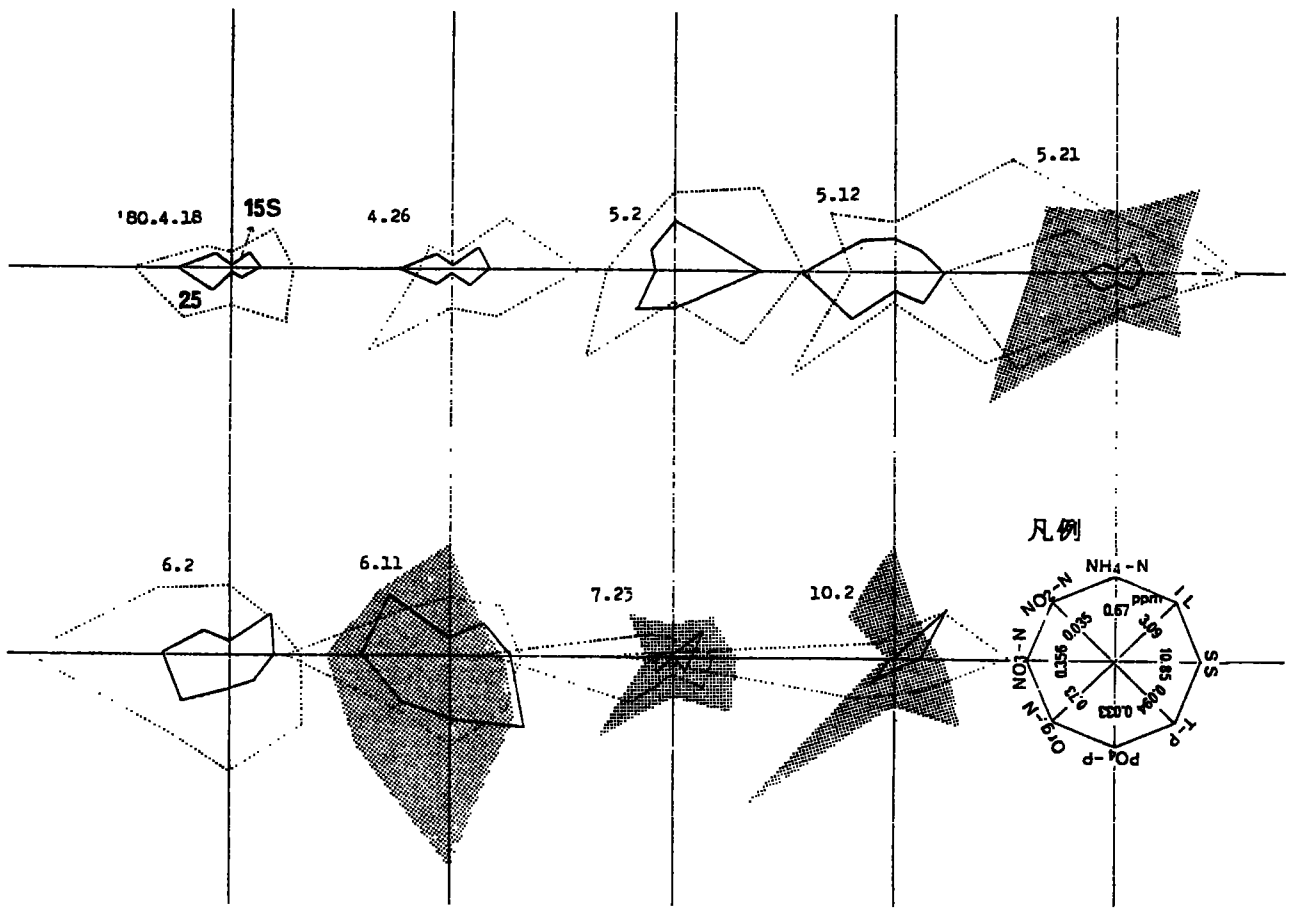 '80.4.18
15S
25
4.26
5.2
5.12
5.21
6.2
6.11
7.23
10.2
凡例
NH4-N
IL
SS
T-P
PO4-P
Org-N
NO3-N
NO2-N
0.67 ppm
3.09
10.85
0.094
0.033
0.73
0.356
0.035